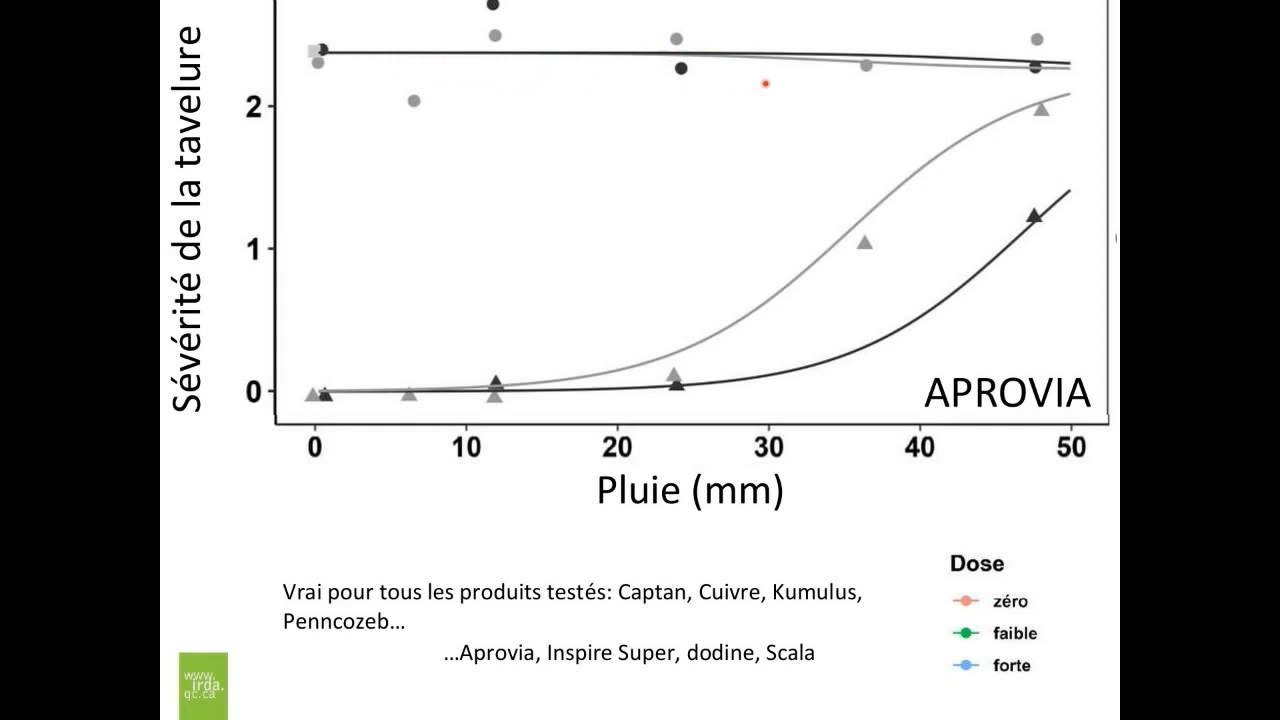 Sévérité de la tavelure
2
1
0
APROVIA
0 10 20 30 40 50
Pluie (mm)
Dose
Vrai pour tous les produits testés: Captan, Cuivre, Kumulus,
Penncozeb...
zéro
faible
...Aprovia, Inspire Super, dodine, Scala
forte
www.
irda.
qc.ca